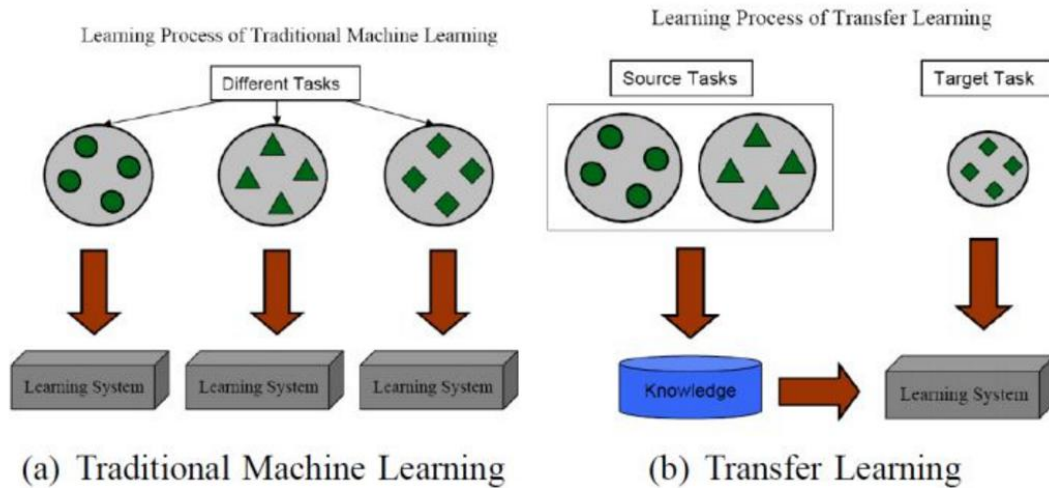 Learning Process of Traditional Machine Learning
Different Tasks
Learning System
Learning System
Learning System
(a) Traditional Machine Learning
Learning Process of Transfer Learning
Source Tasks
Target Task
Knowledge
Learning System
(b) Transfer Learning